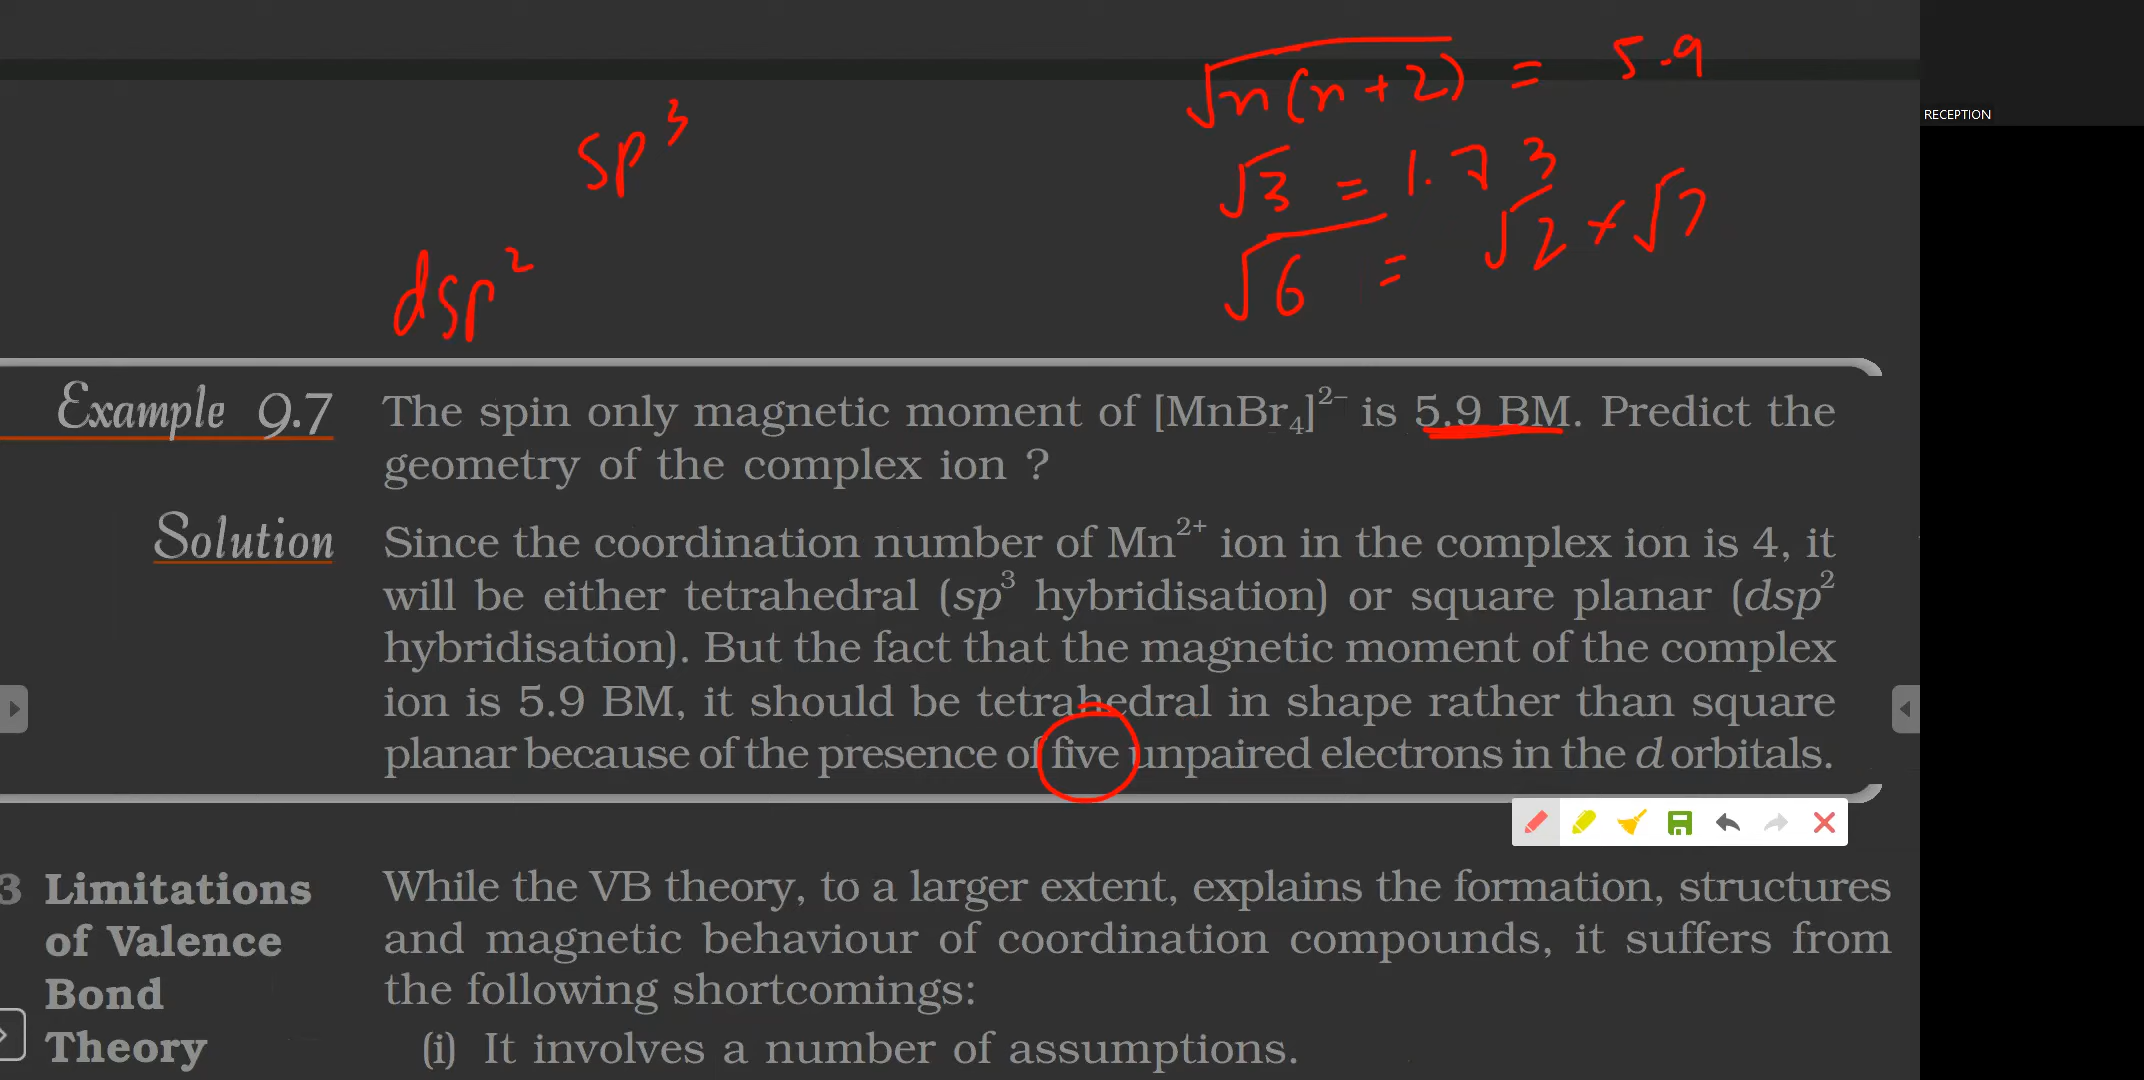 √n(n+2) = 5.9
RECEPTION
sp³
√3 = 1.73
√6 = √2 × √3
dsp²
Example 9.7 The spin only magnetic moment of [MnBr₄]²⁻ is 5.9 BM. Predict the
geometry of the complex ion ?
Solution Since the coordination number of Mn²⁺ ion in the complex ion is 4, it
will be either tetrahedral (sp³ hybridisation) or square planar (dsp²
hybridisation). But the fact that the magnetic moment of the complex
ion is 5.9 BM, it should be tetrahedral in shape rather than square
planar because of the presence of five unpaired electrons in the d orbitals.
3 Limitations
of Valence
Bond
Theory
While the VB theory, to a larger extent, explains the formation, structures
and magnetic behaviour of coordination compounds, it suffers from
the following shortcomings:
(i) It involves a number of assumptions.